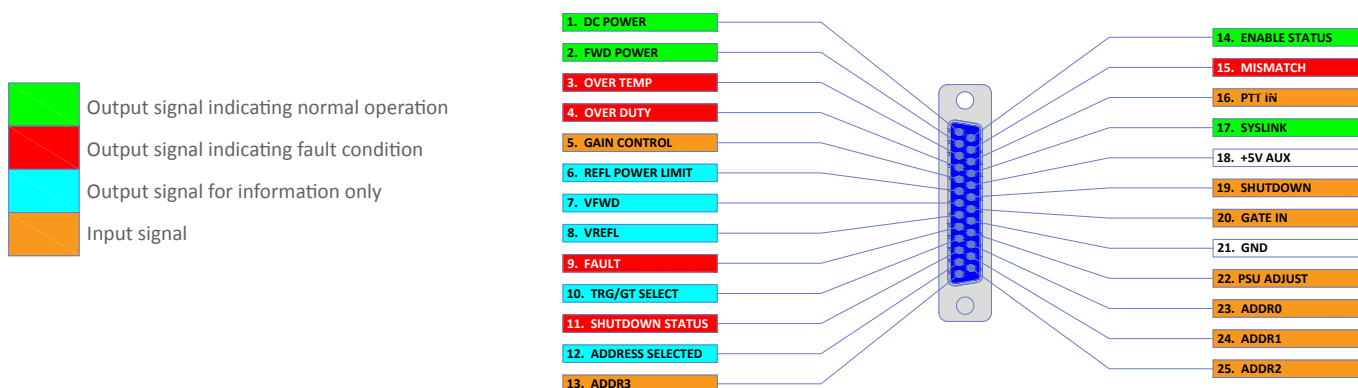 Output signal indicating normal operation
Output signal indicating fault condition
Output signal for information only
Input signal
1. DC POWER
2. FWD POWER
3. OVER TEMP
4. OVER DUTY
5. GAIN CONTROL
6. REFL POWER LIMIT
7. VFWD
8. VREFL
9. FAULT
10. TRG/GT SELECT
11. SHUTDOWN STATUS
12. ADDRESS SELECTED
13. ADDR3
14. ENABLE STATUS
15. MISMATCH
16. PTT IN
17. SYSLINK
18. +5V AUX
19. SHUTDOWN
20. GATE IN
21. GND
22. PSU ADJUST
23. ADDR0
24. ADDR1
25. ADDR2